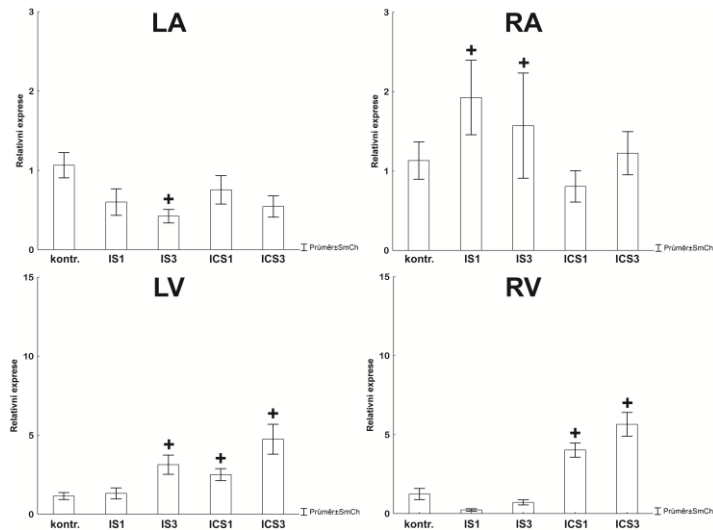 LA
3
2
1
0
Relativní exprese
+
kontr. IS1 IS3 ICS1 ICS3
Průměr±SmCh
RA
3
2
1
0
Relativní exprese
+ +
kontr. IS1 IS3 ICS1 ICS3
Průměr±SmCh
LV
15
10
5
0
Relativní exprese
+ + +
kontr. IS1 IS3 ICS1 ICS3
Průměr±SmCh
RV
15
10
5
0
Relativní exprese
+ +
kontr. IS1 IS3 ICS1 ICS3
Průměr±SmCh